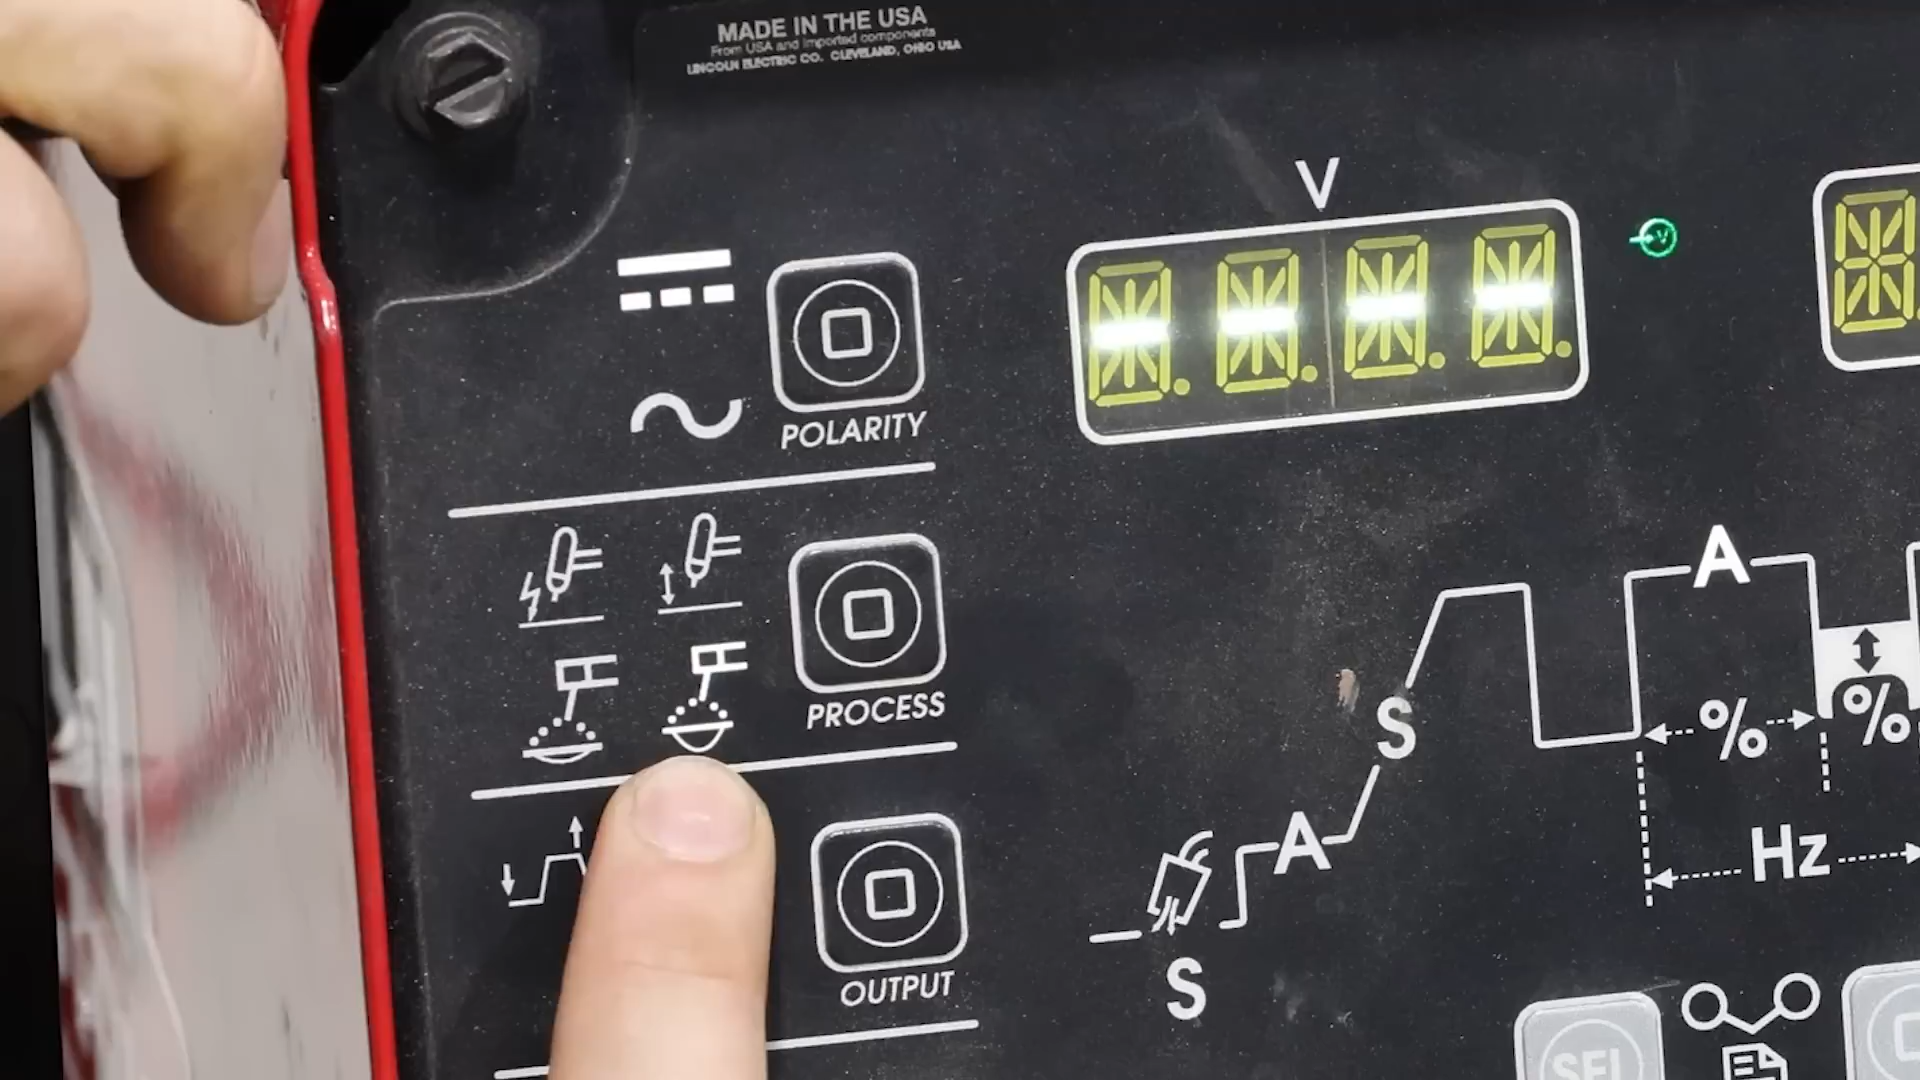 MADE IN THE USA
From USA and imported components
LINCOLN ELECTRIC CO. CLEVELAND, OHIO USA
V
V
POLARITY
PROCESS
OUTPUT
A
S
%
%
A
Hz
S
SEL